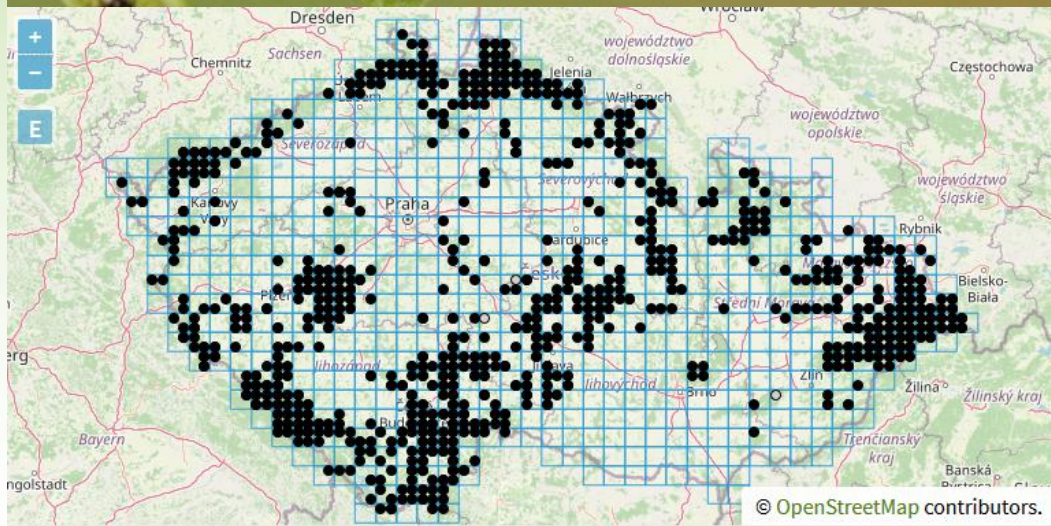 Dresden
Wrocław
+
Sachsen
województwo
dolnośląskie
−
Chemnitz
Jelenia
Częstochowa
Wałbrzych
E
województwo
opolskie
Severozápad
województwo
śląskie
Karlovy
Vary
Praha
Rybnik
Pardubice
Bielsko-
Biała
Plzeň
Střední Morava
Jihozápad
Jihlava
Jihovýchod
Zlín
Brno
Žilina
Žilinský kraj
Bayern
Trenčianský
kraj
Banská
Bystrica
ngolstadt
© OpenStreetMap contributors.